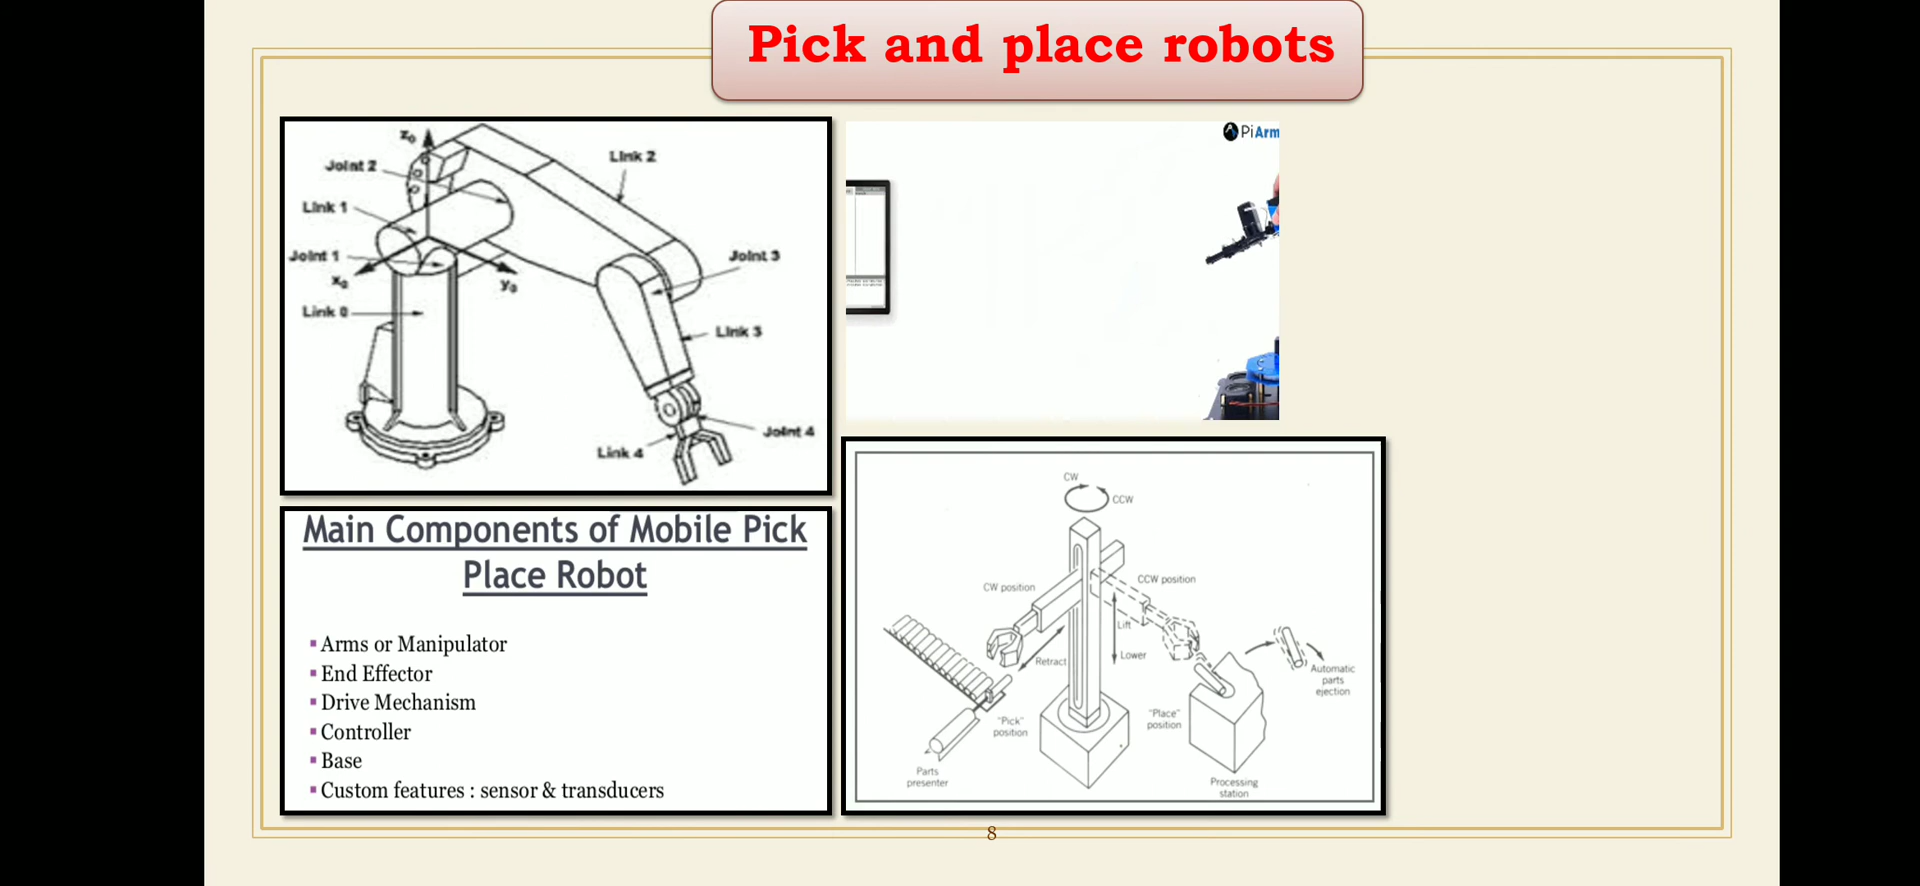 Pick and place robots
z₀
Joint 2
Link 2
Link 1
Joint 1
x₀
y₀
Joint 3
Link 0
Link 3
Joint 4
Link 4
PiArm
Main Components of Mobile Pick
Place Robot
▪ Arms or Manipulator
▪ End Effector
▪ Drive Mechanism
▪ Controller
▪ Base
▪ Custom features : sensor & transducers
CW
CCW
CW position
CCW position
Lift
Lower
Retract
"Pick"
position
"Place"
position
Automatic
parts
ejection
Parts
presenter
Processing
station
8